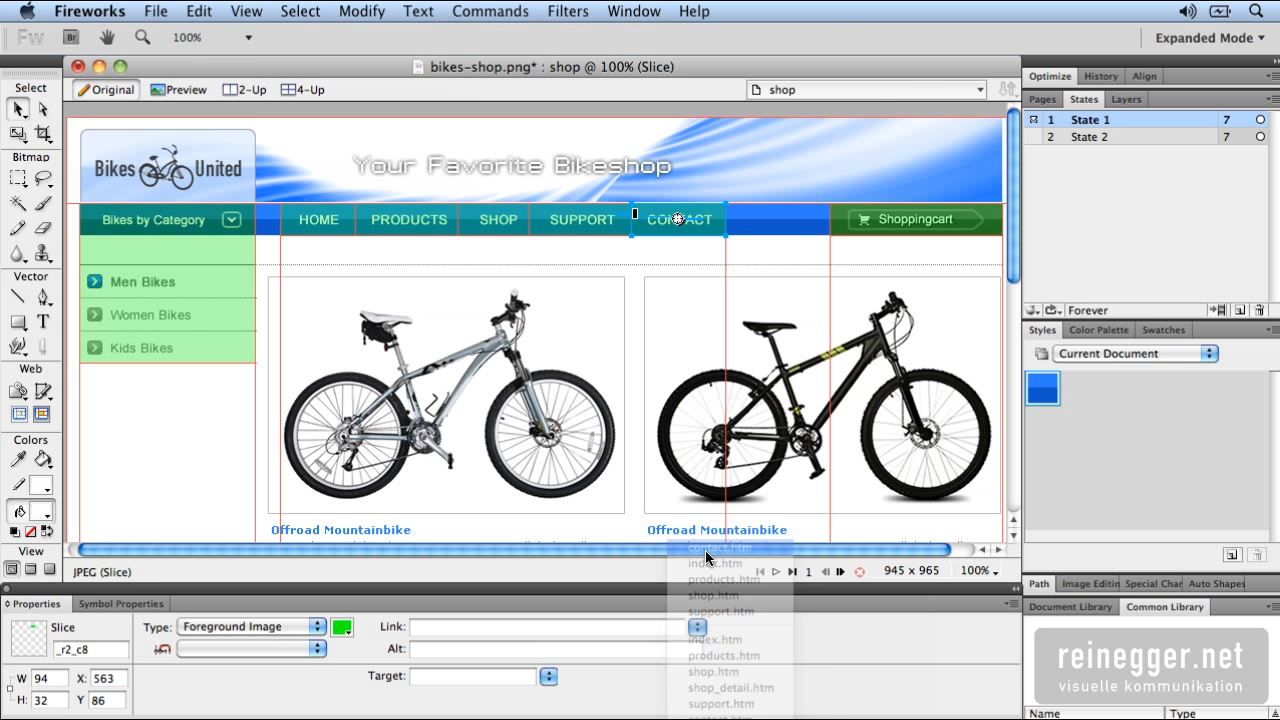 Fireworks File Edit View Select Modify Text Commands Filters Window Help
Fw Br 100% Expanded Mode
bikes-shop.png* : shop @ 100% (Slice)
Original Preview 2-Up 4-Up shop
Optimize History Align
Pages States Layers
1 State 1 7
2 State 2 7
Forever
Styles Color Palette Swatches
Current Document
Path Image Editin Special Char Auto Shapes
Document Library Common Library
reinegger.net
visuelle kommunikation
Name Type
Select
Bitmap
Vector
Web
Colors
View
Bikes United
Your Favorite Bikeshop
Bikes by Category HOME PRODUCTS SHOP SUPPORT CONTACT Shoppingcart
Men Bikes
Women Bikes
Kids Bikes
Offroad Mountainbike Offroad Mountainbike
JPEG (Slice) 1 945 x 965 100%
contact.htm
index.htm
products.htm
shop.htm
support.htm
index.htm
products.htm
shop.htm
shop_detail.htm
support.htm
Properties Symbol Properties
Slice Type: Foreground Image Link:
_r2_c8 Alt:
Target:
W 94 X: 563
H: 32 Y 86